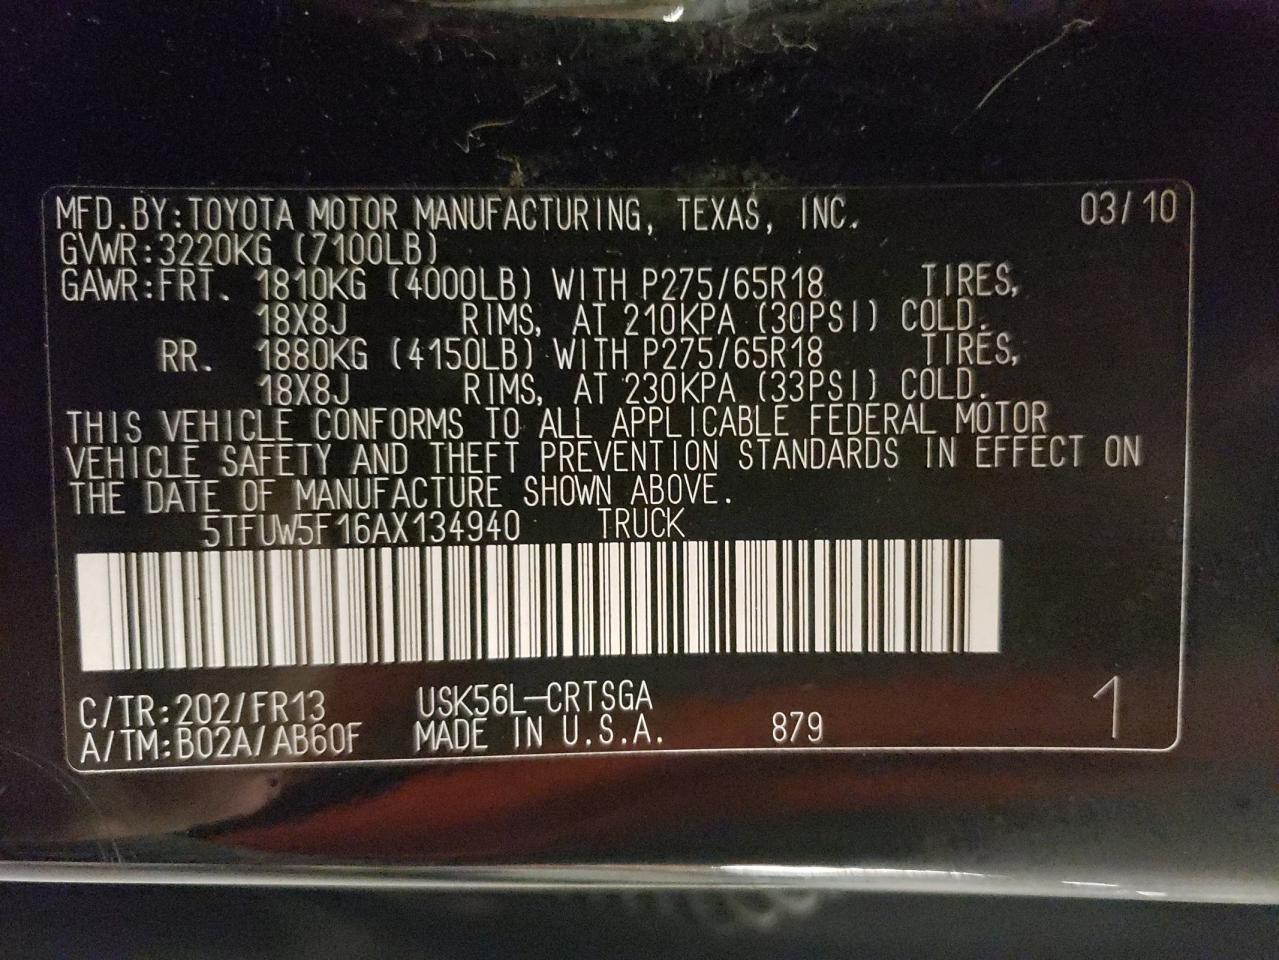 MFD.BY:TOYOTA MOTOR MANUFACTURING, TEXAS, INC. 03/10
GVWR:3220KG (7100LB)
GAWR:FRT. 1810KG (4000LB) WITH P275/65R18 TIRES,
18X8J RIMS, AT 210KPA (30PSI) COLD.
RR. 1880KG (4150LB) WITH P275/65R18 TIRES,
18X8J RIMS, AT 230KPA (33PSI) COLD.
THIS VEHICLE CONFORMS TO ALL APPLICABLE FEDERAL MOTOR
VEHICLE SAFETY AND THEFT PREVENTION STANDARDS IN EFFECT ON
THE DATE OF MANUFACTURE SHOWN ABOVE.
5TFUW5F16AX134940 TRUCK
C/TR:202/FR13 USK56L-CRTSGA
A/TM:B02A/AB60F MADE IN U.S.A. 879 1